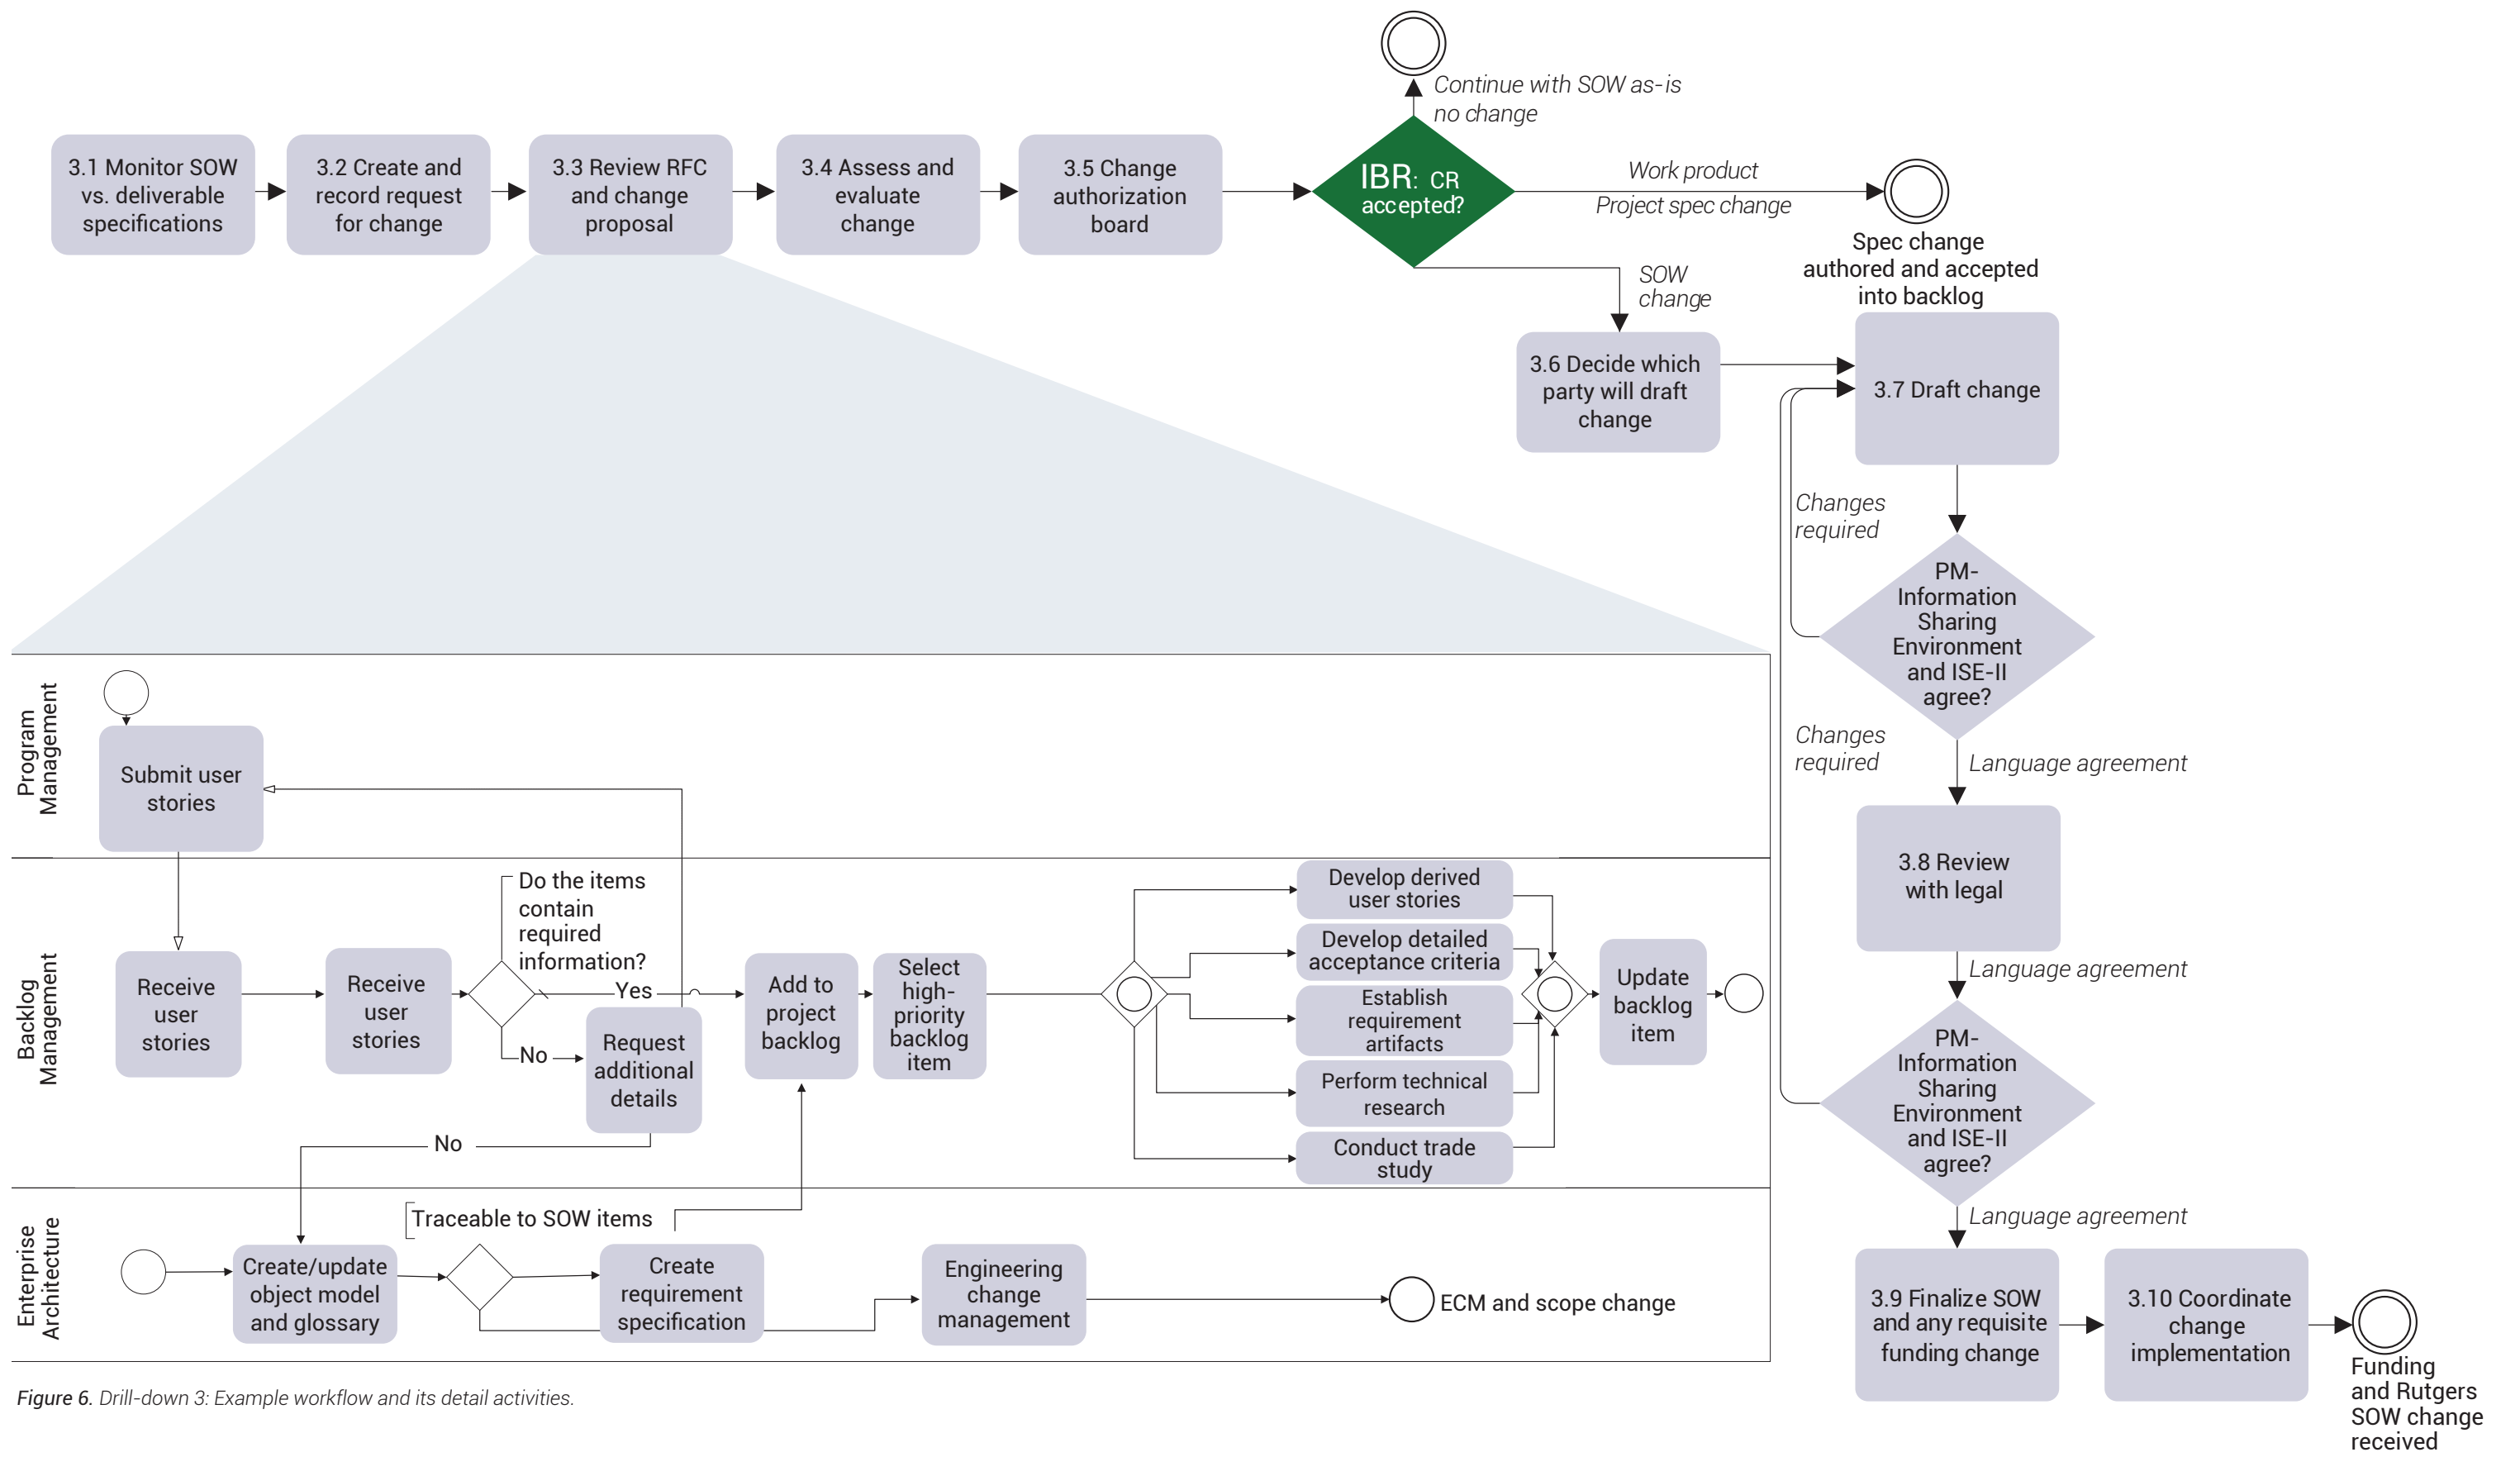 Continue with SOW as-is
no change
3.1 Monitor SOW
vs. deliverable
specifications
3.2 Create and
record request
for change
3.3 Review RFC
and change
proposal
3.4 Assess and
evaluate
change
3.5 Change
authorization
board
IBR: CR
accepted?
Work product
Project spec change
Spec change
authored and accepted
into backlog
SOW
change
3.6 Decide which
party will draft
change
3.7 Draft change
Changes
required
PM-
Information
Sharing
Environment
and ISE-II
agree?
Changes
required
Language agreement
3.8 Review
with legal
Language agreement
PM-
Information
Sharing
Environment
and ISE-II
agree?
Language agreement
3.9 Finalize SOW
and any requisite
funding change
3.10 Coordinate
change
implementation
Funding
and Rutgers
SOW change
received
Program
Management
Submit user
stories
Backlog
Management
Receive
user
stories
Receive
user
stories
Do the items
contain
required
information?
Yes
No
Request
additional
details
No
Add to
project
backlog
Select
high-
priority
backlog
item
Develop derived
user stories
Develop detailed
acceptance criteria
Establish
requirement
artifacts
Perform technical
research
Conduct trade
study
Update
backlog
item
Enterprise
Architecture
Traceable to SOW items
Create/update
object model
and glossary
Create
requirement
specification
Engineering
change
management
ECM and scope change
Figure 6. Drill-down 3: Example workflow and its detail activities.